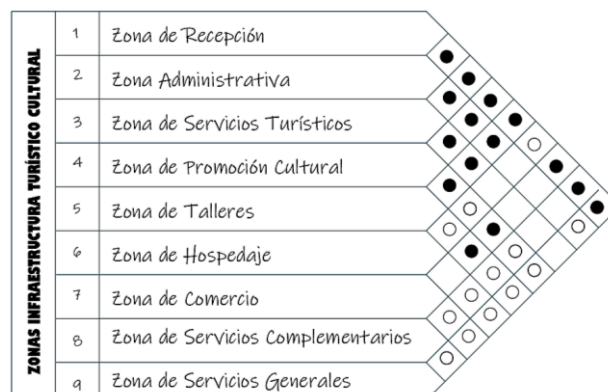 ZONAS INFRAESTRUCTURA TURÍSTICO CULTURAL
1 Zona de Recepción
2 Zona Administrativa
3 Zona de Servicios Turísticos
4 Zona de Promoción Cultural
5 Zona de Talleres
6 Zona de Hospedaje
7 Zona de Comercio
8 Zona de Servicios Complementarios
9 Zona de Servicios Generales